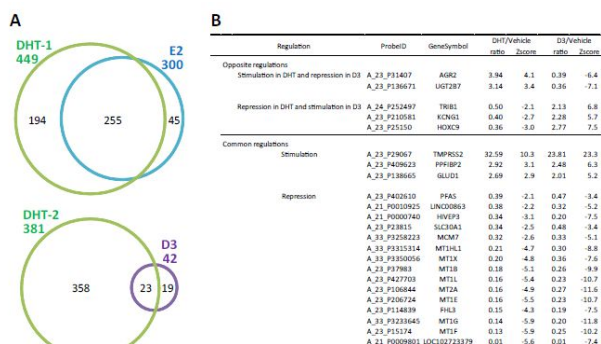 A
DHT-1
449
E2
300
194
255
45
DHT-2
381
D3
42
358
23
19
B
DHT/Vehicle D3/Vehicle
Regulation ProbeID GeneSymbol ratio Zscore ratio Zscore
Opposite regulations
Stimulation in DHT and repression in D3 A_23_P31407 AGR2 3.94 4.1 0.39 -6.4
A_23_P136671 UGT2B7 3.14 3.4 0.36 -7.1
Repression in DHT and stimulation in D3 A_24_P252497 TRIB1 0.50 -2.1 2.13 6.8
A_23_P210581 KCNG1 0.40 -2.7 2.28 5.7
A_23_P25150 HOXC9 0.36 -3.0 2.77 7.5
Common regulations
Stimulation A_23_P29067 TMPRSS2 32.59 10.3 23.81 23.3
A_23_P409623 PPFIBP2 2.92 3.1 2.48 6.3
A_23_P138665 GLUD1 2.69 2.9 2.01 5.2
Repression A_23_P402610 PFAS 0.39 -2.1 0.47 -3.4
A_21_P0010925 LINC00863 0.38 -2.2 0.32 -5.2
A_21_P0000740 HIVEP3 0.34 -3.1 0.20 -7.5
A_23_P23815 SLC30A1 0.34 -2.5 0.48 -3.4
A_33_P3258223 MCM7 0.32 -2.6 0.33 -5.1
A_33_P3315314 MT1HL1 0.21 -4.7 0.30 -8.8
A_33_P3350056 MT1X 0.20 -4.8 0.36 -7.6
A_23_P37983 MT1B 0.18 -5.1 0.26 -9.9
A_23_P427703 MT1L 0.16 -5.4 0.23 -10.7
A_23_P106844 MT2A 0.16 -4.9 0.27 -11.6
A_23_P206724 MT1E 0.16 -5.5 0.23 -10.7
A_23_P114839 FHL3 0.15 -4.3 0.19 -7.5
A_33_P3233645 MT1G 0.14 -5.9 0.20 -11.8
A_23_P15174 MT1F 0.13 -5.9 0.25 -10.2
A_21_P0009801 LOC102723379 0.01 -5.6 0.01 -7.4